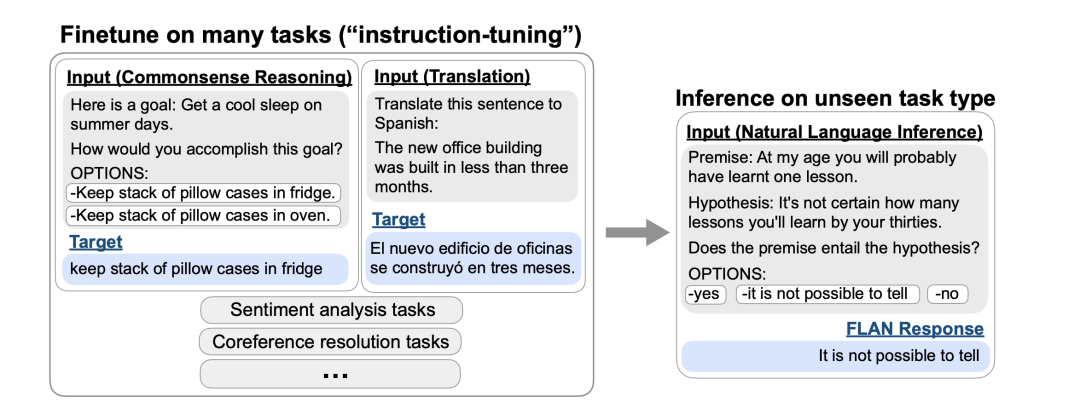 Finetune on many tasks (“instruction-tuning”)
Input (Commonsense Reasoning)
Here is a goal: Get a cool sleep on
summer days.
How would you accomplish this goal?
OPTIONS:
-Keep stack of pillow cases in fridge.
-Keep stack of pillow cases in oven.
Target
keep stack of pillow cases in fridge
Input (Translation)
Translate this sentence to
Spanish:
The new office building
was built in less than three
months.
Target
El nuevo edificio de oficinas
se construyó en tres meses.
Sentiment analysis tasks
Coreference resolution tasks
...
Inference on unseen task type
Input (Natural Language Inference)
Premise: At my age you will probably
have learnt one lesson.
Hypothesis: It's not certain how many
lessons you'll learn by your thirties.
Does the premise entail the hypothesis?
OPTIONS:
-yes -it is not possible to tell -no
FLAN Response
It is not possible to tell